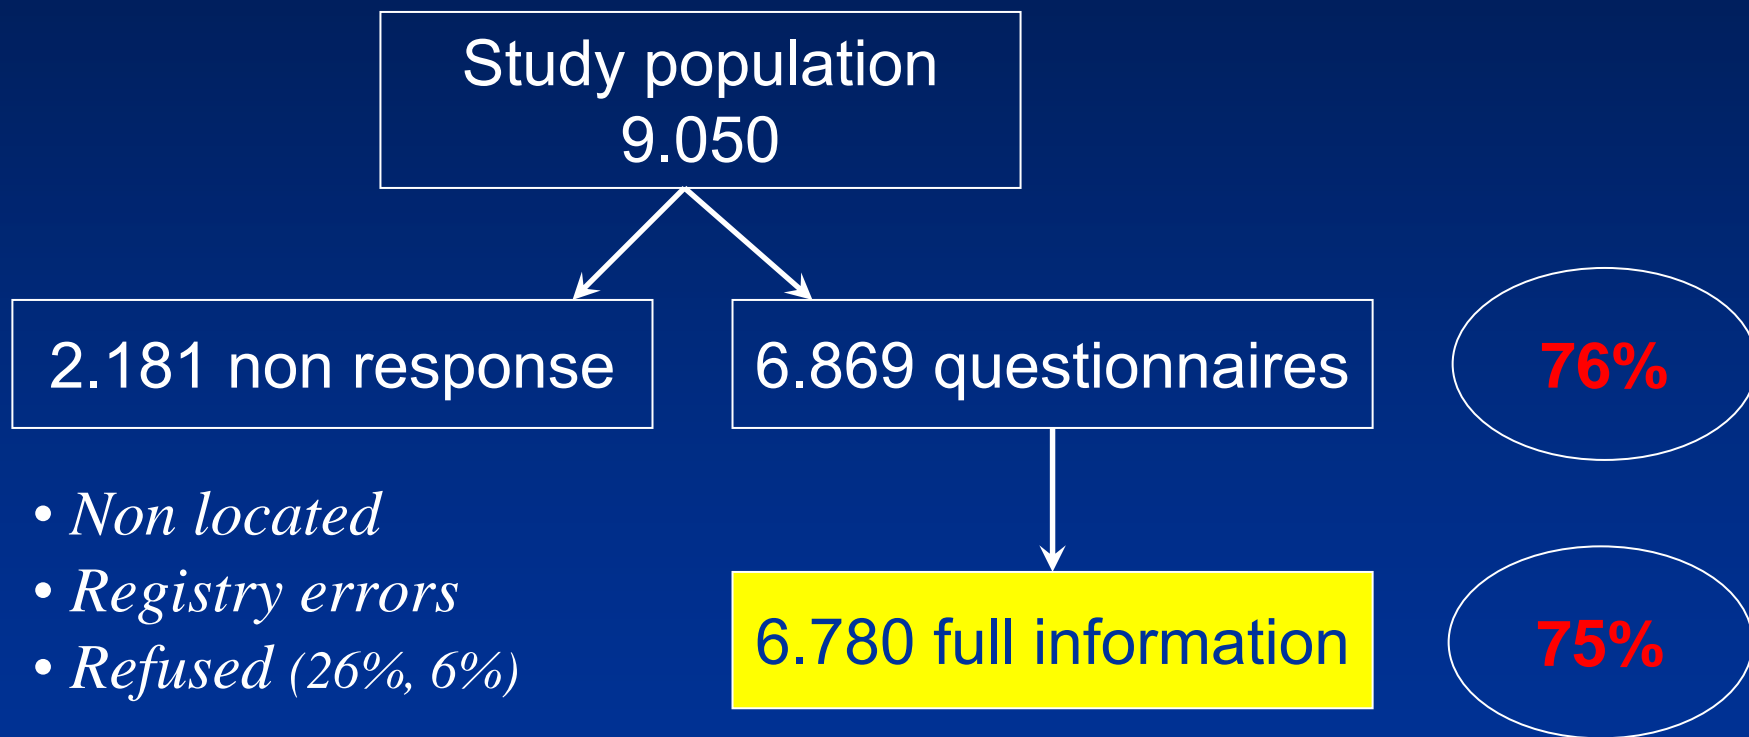 Study population
9.050
2.181 non response
6.869 questionnaires
76%
• Non located
• Registry errors
• Refused (26%, 6%)
6.780 full information
75%